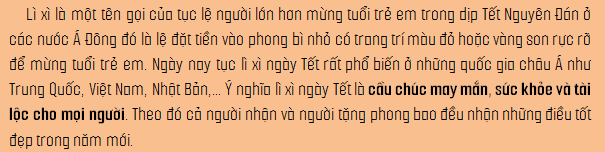 Lì xì là một tên gọi của tục lệ người lớn hơn mừng tuổi trẻ em trong dịp Tết Nguyên Đán ở
các nước Á Đông đó là lệ đặt tiền vào phong bì nhỏ có trang trí màu đỏ hoặc vàng son rực rỡ
để mừng tuổi trẻ em. Ngày nay tục lì xì ngày Tết rất phổ biến ở những quốc gia châu Á như
Trung Quốc, Việt Nam, Nhật Bản,... Ý nghĩa lì xì ngày Tết là cầu chúc may mắn, sức khỏe và tài
lộc cho mọi người. Theo đó cả người nhận và người tặng phong bao đều nhận những điều tốt
đẹp trong năm mới.